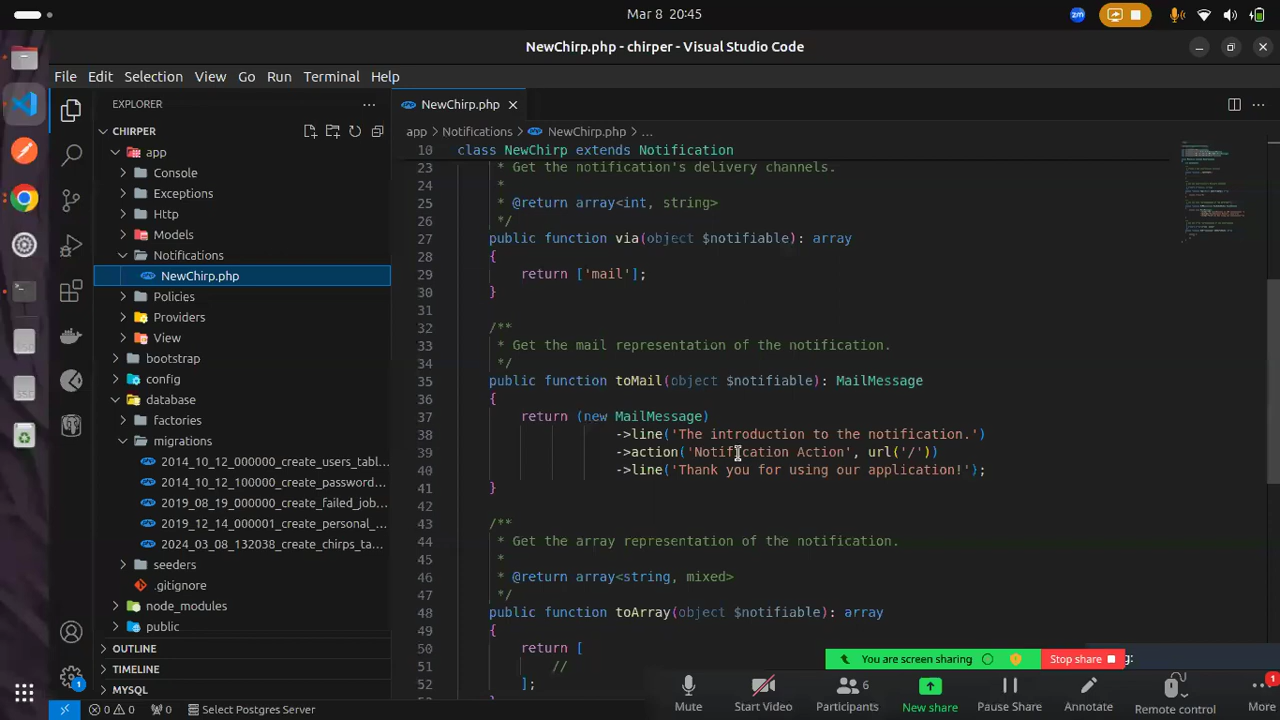 Mar 8 20:45
zm
NewChirp.php - chirper - Visual Studio Code
File Edit Selection View Go Run Terminal Help
EXPLORER
CHIRPER
app
Console
Exceptions
Http
Models
Notifications
NewChirp.php
Policies
Providers
View
bootstrap
config
database
factories
migrations
2014_10_12_000000_create_users_tabl...
2014_10_12_100000_create_password...
2019_08_19_000000_create_failed_job...
2019_12_14_000001_create_personal_...
2024_03_08_132038_create_chirps_ta...
seeders
.gitignore
node_modules
public
OUTLINE
TIMELINE
MYSQL
1
0 0 0 Select Postgres Server
NewChirp.php
app > Notifications > NewChirp.php > ...
10 class NewChirp extends Notification
23 * Get the notification's delivery channels.
24 *
25 * @return array<int, string>
26 */
27 public function via(object $notifiable): array
28 {
29 return ['mail'];
30 }
31
32 /**
33 * Get the mail representation of the notification.
34 */
35 public function toMail(object $notifiable): MailMessage
36 {
37 return (new MailMessage)
38 ->line('The introduction to the notification.')
39 ->action('Notification Action', url('/'))
40 ->line('Thank you for using our application!');
41 }
42
43 /**
44 * Get the array representation of the notification.
45 *
46 * @return array<string, mixed>
47 */
48 public function toArray(object $notifiable): array
49 {
50 return [
51 //
52 ];
You are screen sharing Stop share
Mute Start Video Participants 6 New share Pause Share Annotate Remote control More 1